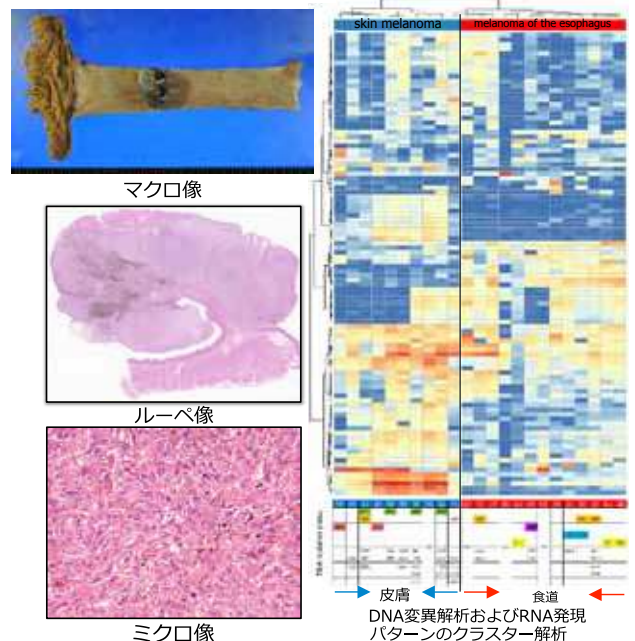 skin melanoma
melanoma of the esophagus
マクロ像
ルーペ像
ミクロ像
皮膚
食道
DNA変異解析およびRNA発現
パターンのクラスター解析